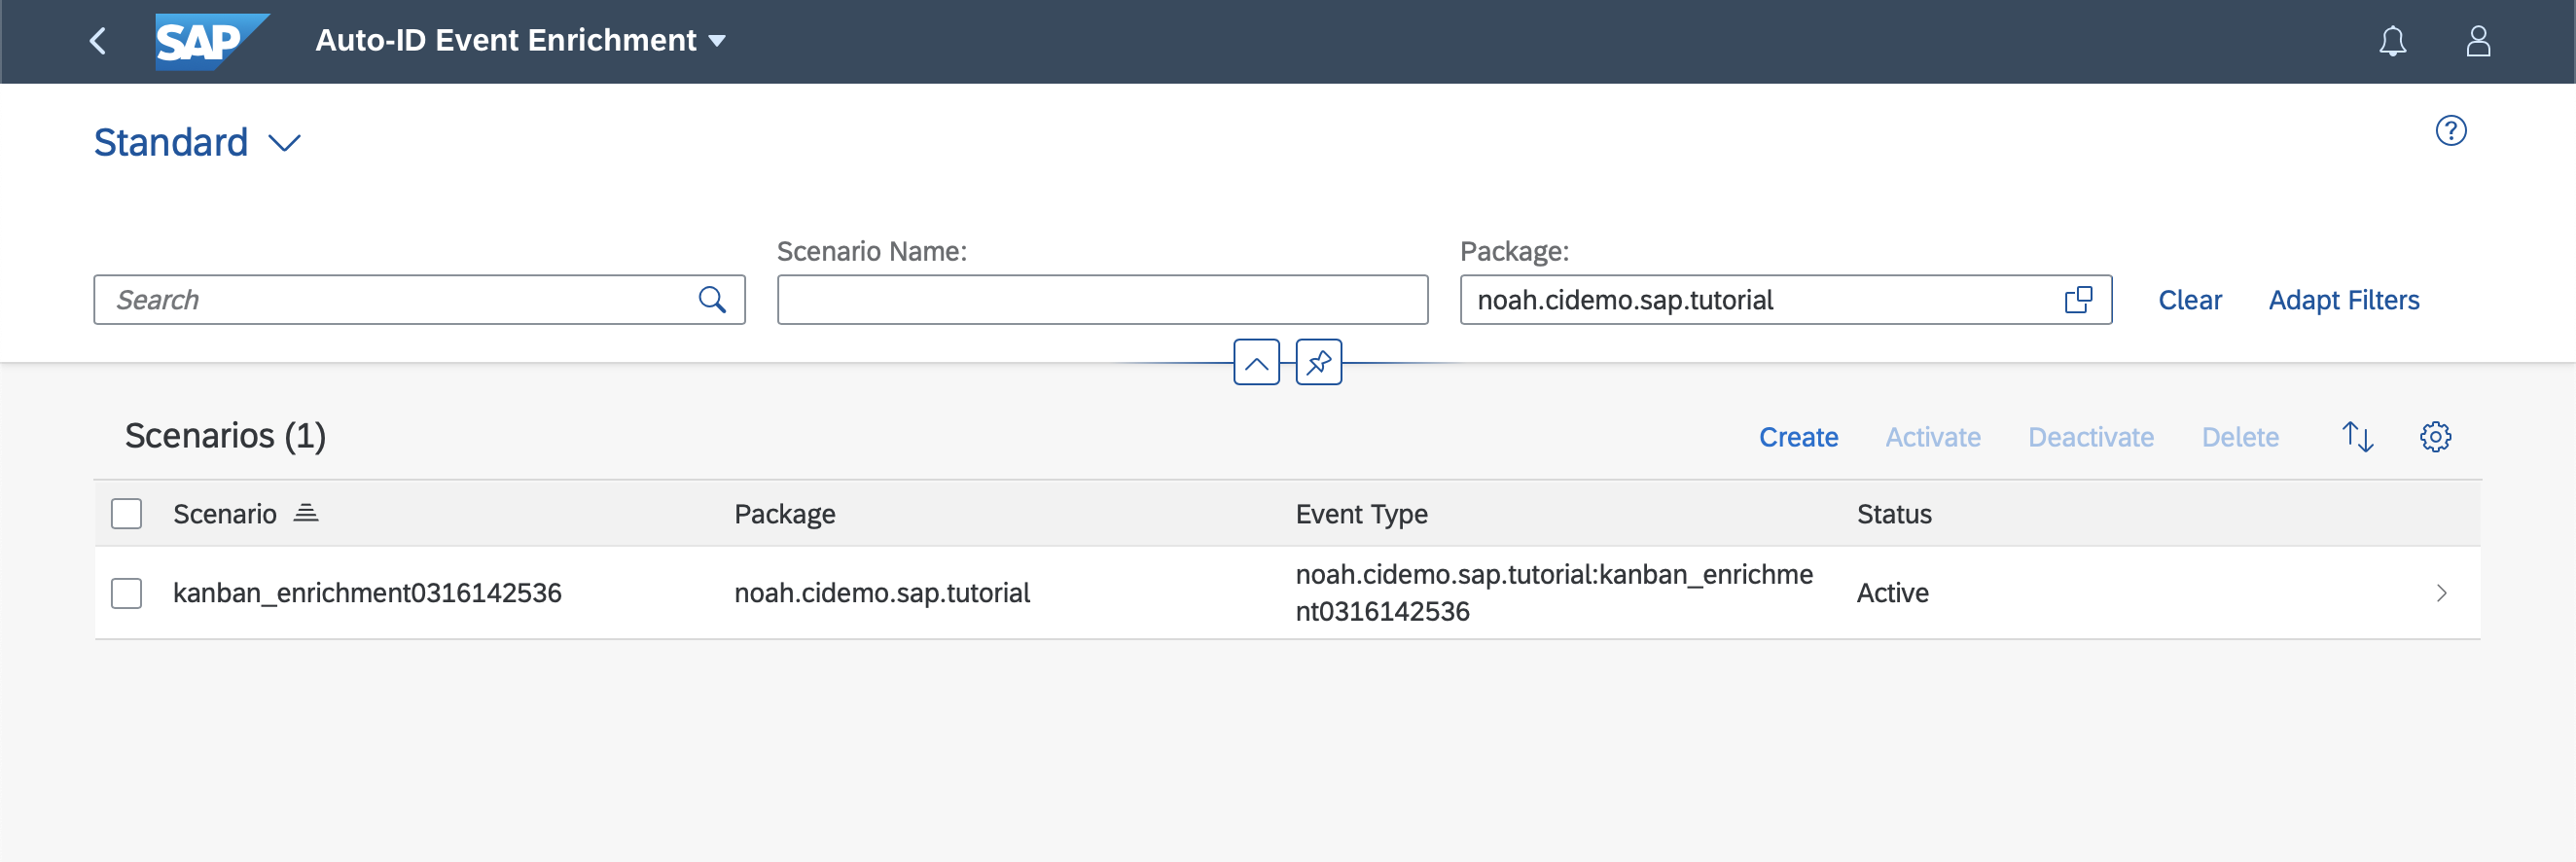 SAP Auto-ID Event Enrichment
Standard
Scenario Name: Package:
Search noah.cidemo.sap.tutorial Clear Adapt Filters
Scenarios (1) Create Activate Deactivate Delete
Scenario Package Event Type Status
kanban_enrichment0316142536 noah.cidemo.sap.tutorial noah.cidemo.sap.tutorial:kanban_enrichme Active
nt0316142536